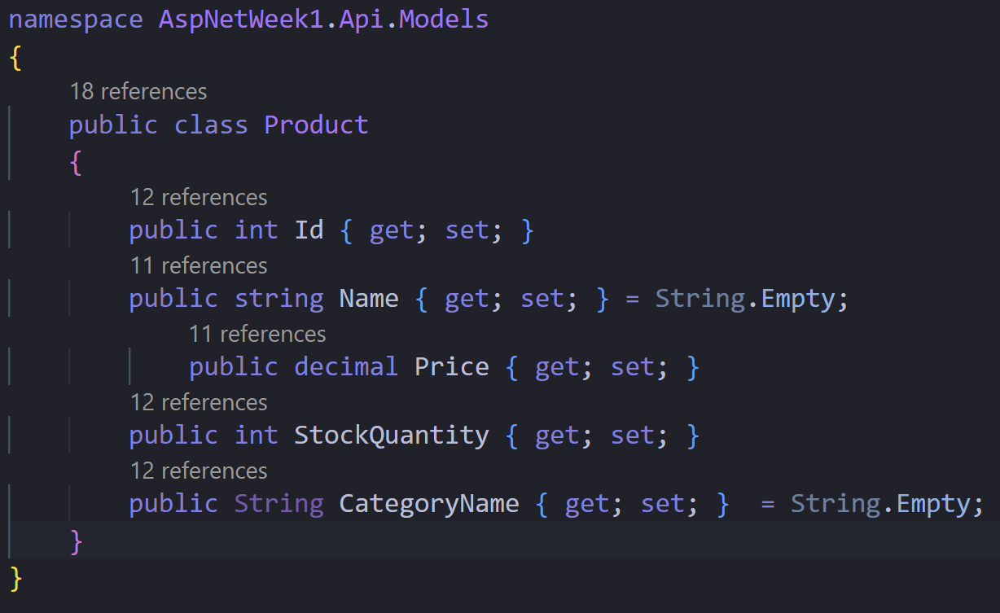 namespace AspNetWeek1.Api.Models
{
18 references
public class Product
{
12 references
public int Id { get; set; }
11 references
public string Name { get; set; } = String.Empty;
11 references
public decimal Price { get; set; }
12 references
public int StockQuantity { get; set; }
12 references
public String CategoryName { get; set; }  = String.Empty;
}
}